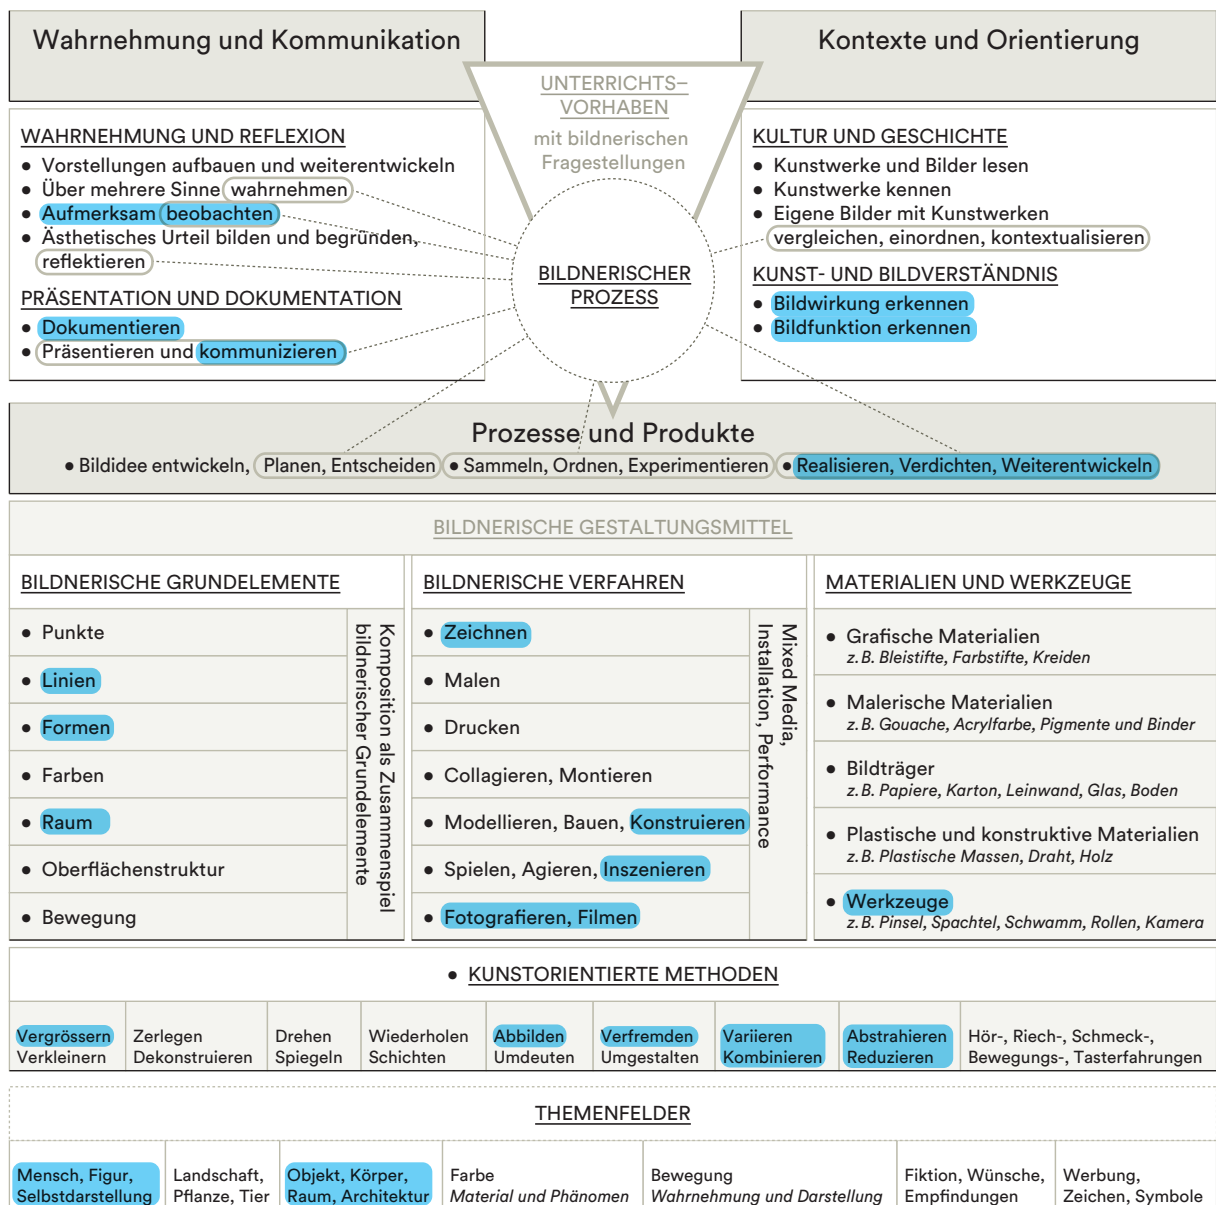 Wahrnehmung und Kommunikation
Kontexte und Orientierung
UNTERRICHTS–
VORHABEN
mit bildnerischen
Fragestellungen
WAHRNEHMUNG UND REFLEXION
• Vorstellungen aufbauen und weiterentwickeln
• Über mehrere Sinne wahrnehmen
• Aufmerksam beobachten
• Ästhetisches Urteil bilden und begründen,
reflektieren
PRÄSENTATION UND DOKUMENTATION
• Dokumentieren
• Präsentieren und kommunizieren
BILDNERISCHER
PROZESS
KULTUR UND GESCHICHTE
• Kunstwerke und Bilder lesen
• Kunstwerke kennen
• Eigene Bilder mit Kunstwerken
vergleichen, einordnen, kontextualisieren
KUNST- UND BILDVERSTÄNDNIS
• Bildwirkung erkennen
• Bildfunktion erkennen
Prozesse und Produkte
• Bildidee entwickeln, Planen, Entscheiden • Sammeln, Ordnen, Experimentieren • Realisieren, Verdichten, Weiterentwickeln
BILDNERISCHE GESTALTUNGSMITTEL
BILDNERISCHE GRUNDELEMENTE
• Punkte
• Linien
• Formen
• Farben
• Raum
• Oberflächenstruktur
• Bewegung
Komposition als Zusammenspiel
bildnerischer Grundelemente
BILDNERISCHE VERFAHREN
• Zeichnen
• Malen
• Drucken
• Collagieren, Montieren
• Modellieren, Bauen, Konstruieren
• Spielen, Agieren, Inszenieren
• Fotografieren, Filmen
Mixed Media,
Installation, Performance
MATERIALIEN UND WERKZEUGE
• Grafische Materialien
z. B. Bleistifte, Farbstifte, Kreiden
• Malerische Materialien
z. B. Gouache, Acrylfarbe, Pigmente und Binder
• Bildträger
z. B. Papiere, Karton, Leinwand, Glas, Boden
• Plastische und konstruktive Materialien
z. B. Plastische Massen, Draht, Holz
• Werkzeuge
z. B. Pinsel, Spachtel, Schwamm, Rollen, Kamera
• KUNSTORIENTIERTE METHODEN
Vergrössern
Verkleinern
Zerlegen
Dekonstruieren
Drehen
Spiegeln
Wiederholen
Schichten
Abbilden
Umdeuten
Verfremden
Umgestalten
Variieren
Kombinieren
Abstrahieren
Reduzieren
Hör-, Riech-, Schmeck-,
Bewegungs-, Tasterfahrungen
THEMENFELDER
Mensch, Figur,
Selbstdarstellung
Landschaft,
Pflanze, Tier
Objekt, Körper,
Raum, Architektur
Farbe
Material und Phänomen
Bewegung
Wahrnehmung und Darstellung
Fiktion, Wünsche,
Empfindungen
Werbung,
Zeichen, Symbole